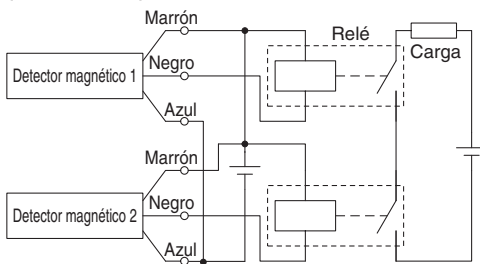 Marrón
Relé
Carga
Detector magnético 1
Negro
Azul
Marrón
Detector magnético 2
Negro
Azul